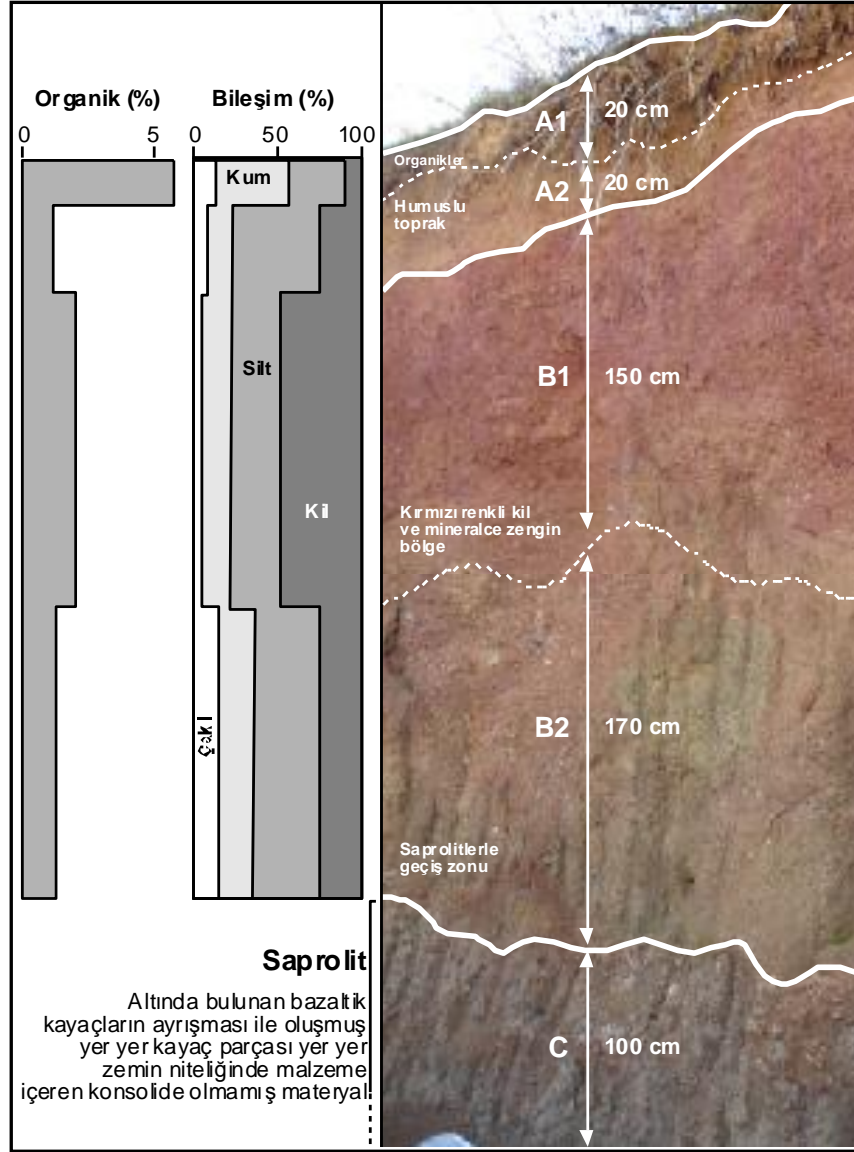 Organik (%)
0 5
Bileşim (%)
0 50 100
Kum
Silt
Kil
Çakıl
A1 20 cm
Organikler
A2 20 cm
Humuslu
toprak
B1 150 cm
Kırmızı renkli kil
ve mineralce zengin
bölge
B2 170 cm
Saprolitlerle
geçiş zonu
C 100 cm
Saprolit
Altında bulunan bazaltik
kayaçların ayrışması ile oluşmuş
yer yer kayaç parçası yer yer
zemin niteliğinde malzeme
içeren konsolide olmamış materyal